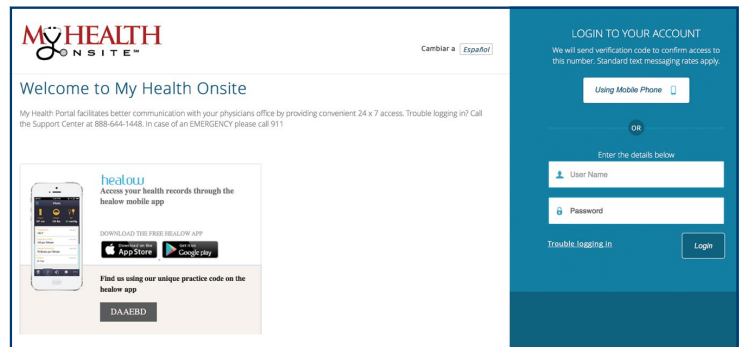 MY HEALTH
ONSITE™
Cambiar a Español
Welcome to My Health Onsite
My Health Portal facilitates better communication with your physicians office by providing convenient 24 x 7 access. Trouble logging in? Call
the Support Center at 888-644-1448. In case of an EMERGENCY please call 911
healow
Access your health records through the
healow mobile app
DOWNLOAD THE FREE HEALOW APP
Download on the
App Store
Get it on
Google play
Find us using our unique practice code on the
healow app
DAAEBD
LOGIN TO YOUR ACCOUNT
We will send verification code to confirm access to
this number. Standard text messaging rates apply.
Using Mobile Phone
OR
Enter the details below
User Name
Password
Trouble logging in
Login